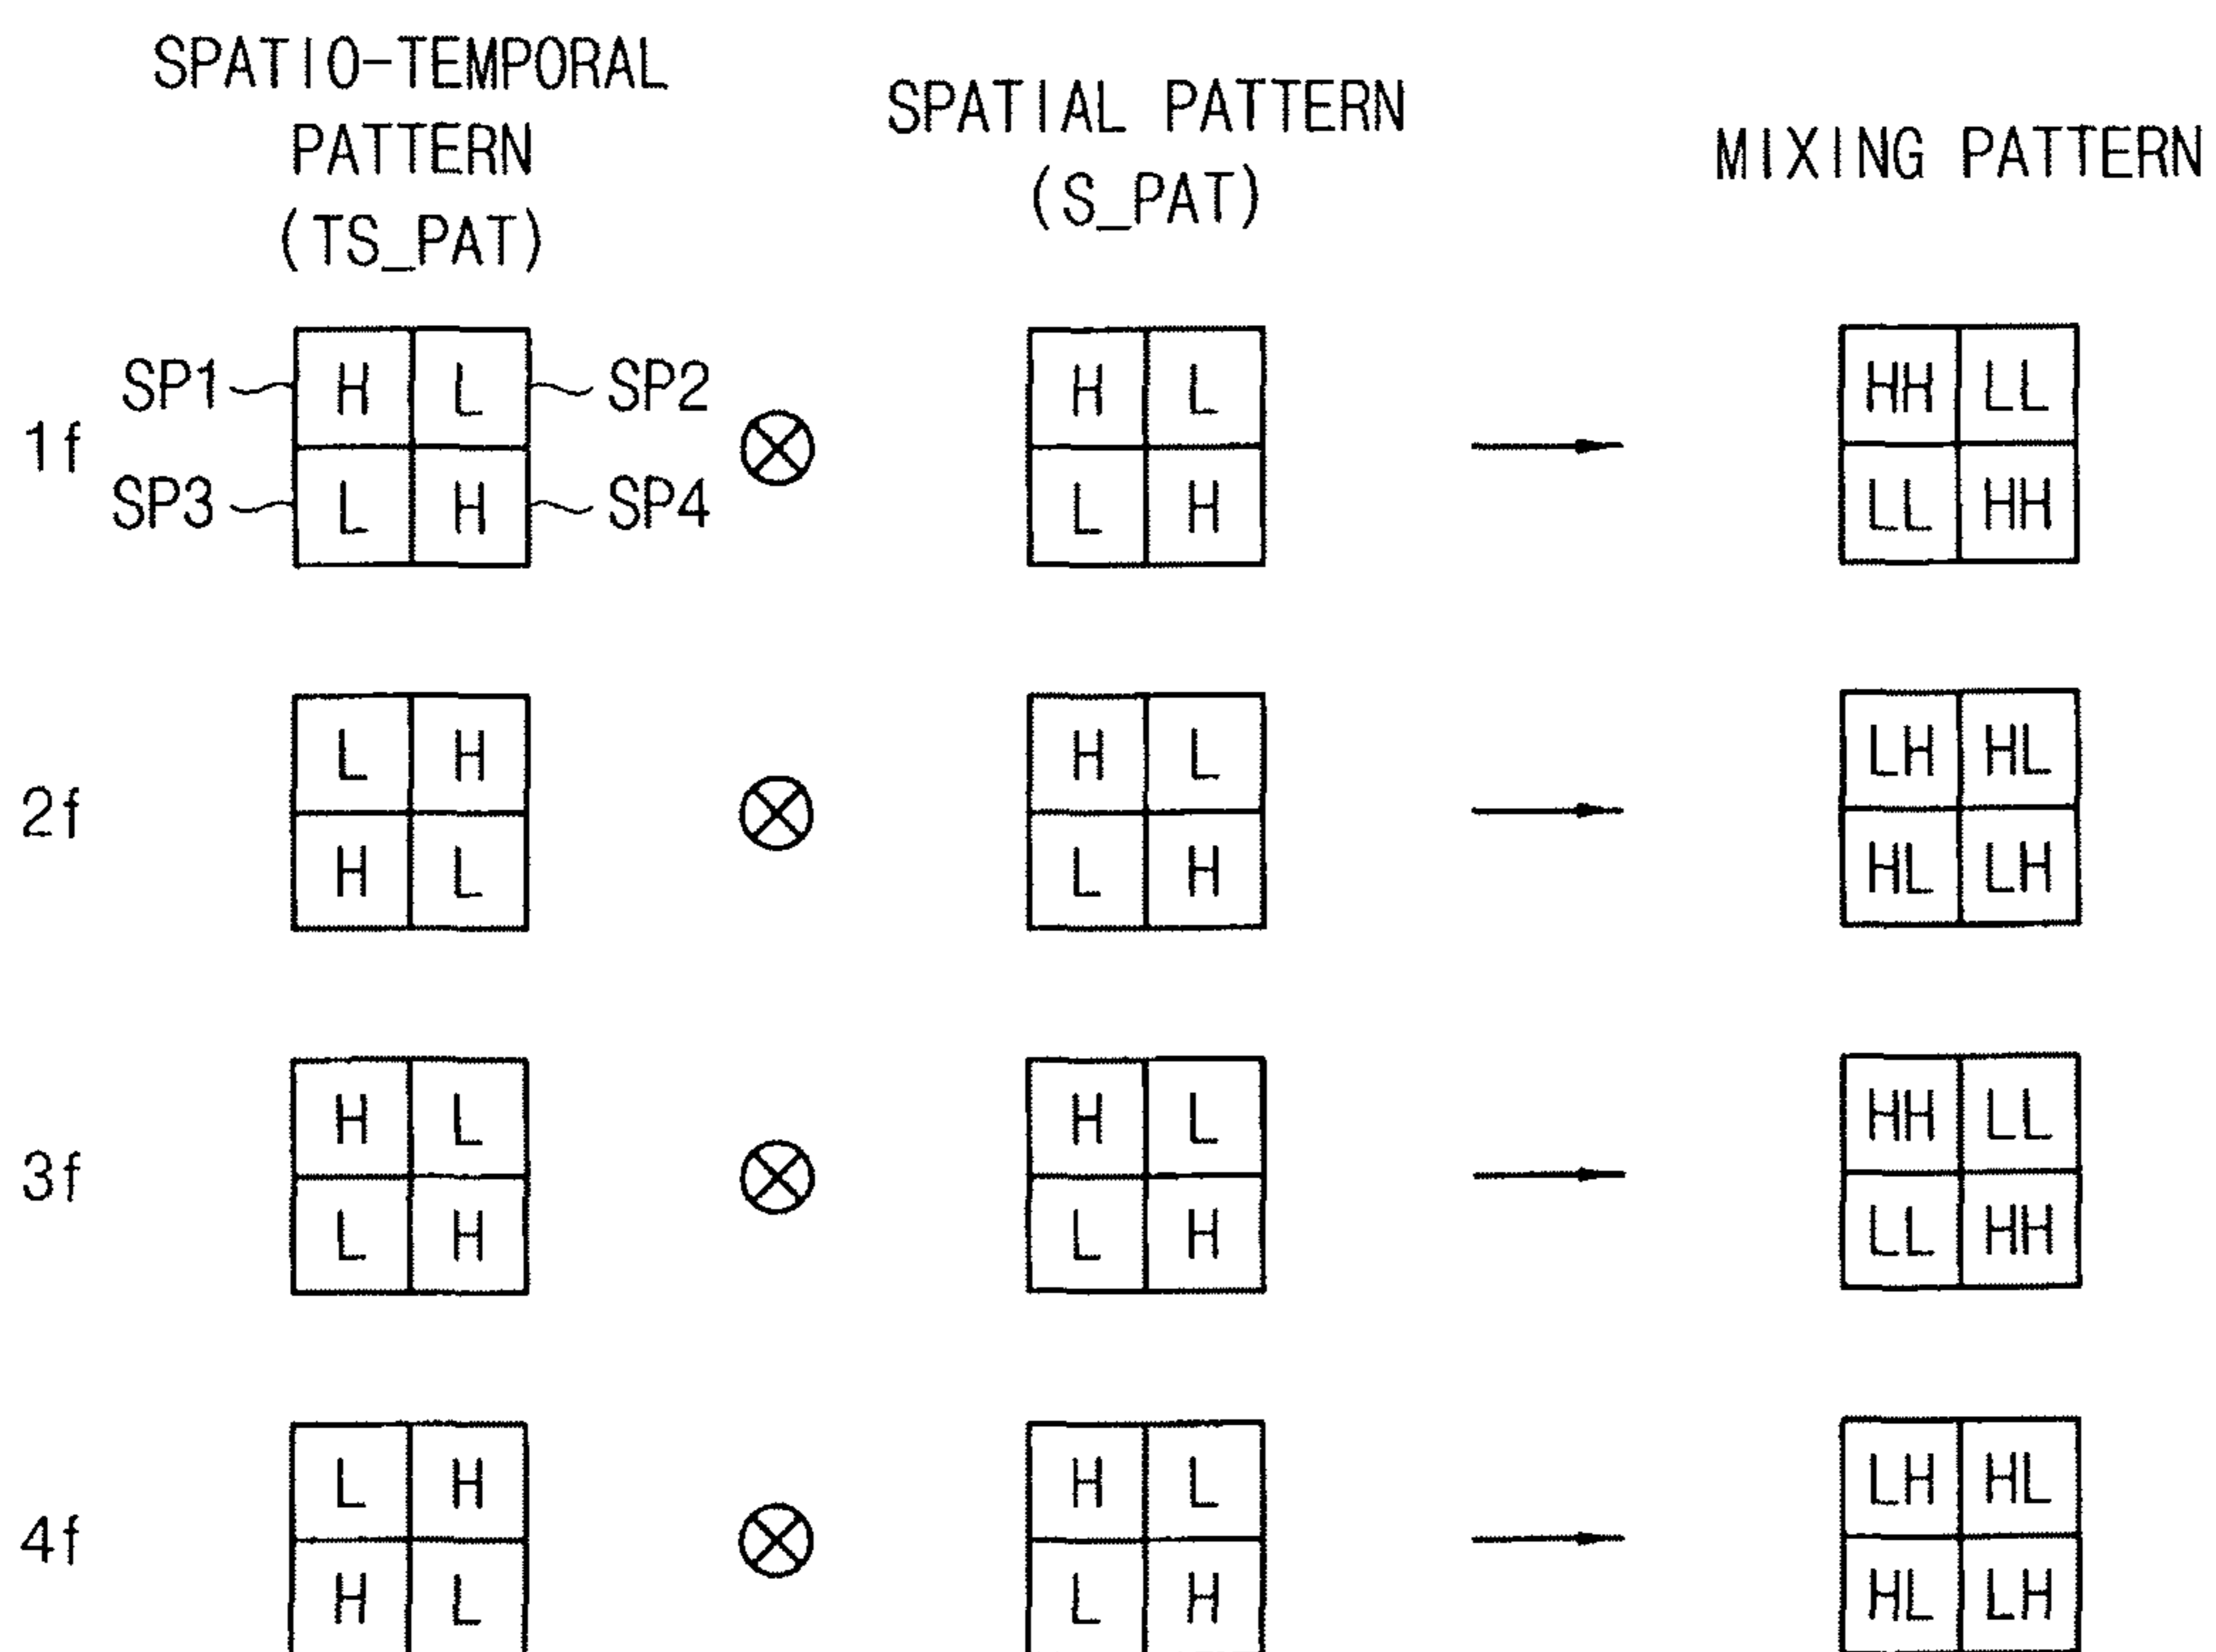 SPATIO-TEMPORAL
PATTERN
(TS_PAT)
SPATIAL PATTERN
(S_PAT)
MIXING PATTERN
SP1 H L SP2 H L HH LL
1f
SP3 L H SP4 L H LL HH
L H H L LH HL
2f
H L L H HL LH
H L H L HH LL
3f
L H L H LL HH
L H H L LH HL
4f
H L L H HL LH